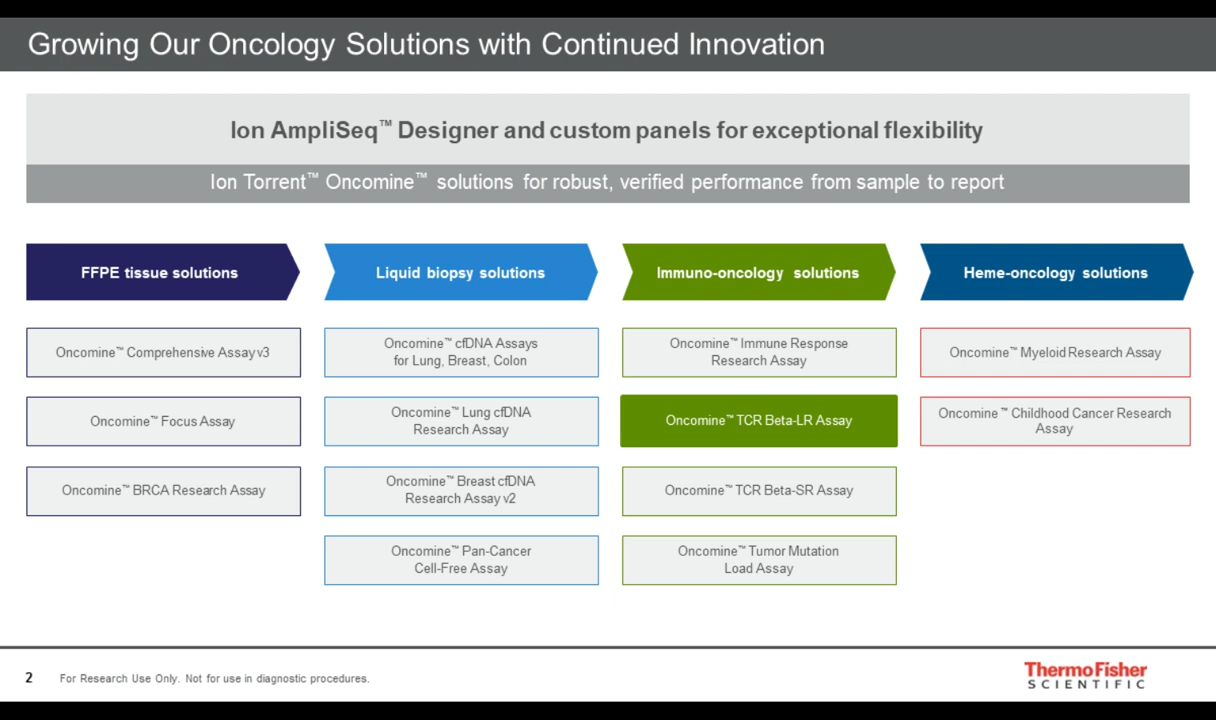 Growing Our Oncology Solutions with Continued Innovation
Ion AmpliSeq™ Designer and custom panels for exceptional flexibility
Ion Torrent™ Oncomine™ solutions for robust, verified performance from sample to report
FFPE tissue solutions
Oncomine™ Comprehensive Assay v3
Oncomine™ Focus Assay
Oncomine™ BRCA Research Assay
Liquid biopsy solutions
Oncomine™ cfDNA Assays
for Lung, Breast, Colon
Oncomine™ Lung cfDNA
Research Assay
Oncomine™ Breast cfDNA
Research Assay v2
Oncomine™ Pan-Cancer
Cell-Free Assay
Immuno-oncology solutions
Oncomine™ Immune Response
Research Assay
Oncomine™ TCR Beta-LR Assay
Oncomine™ TCR Beta-SR Assay
Oncomine™ Tumor Mutation
Load Assay
Heme-oncology solutions
Oncomine™ Myeloid Research Assay
Oncomine™ Childhood Cancer Research
Assay
2 For Research Use Only. Not for use in diagnostic procedures.
ThermoFisher
SCIENTIFIC